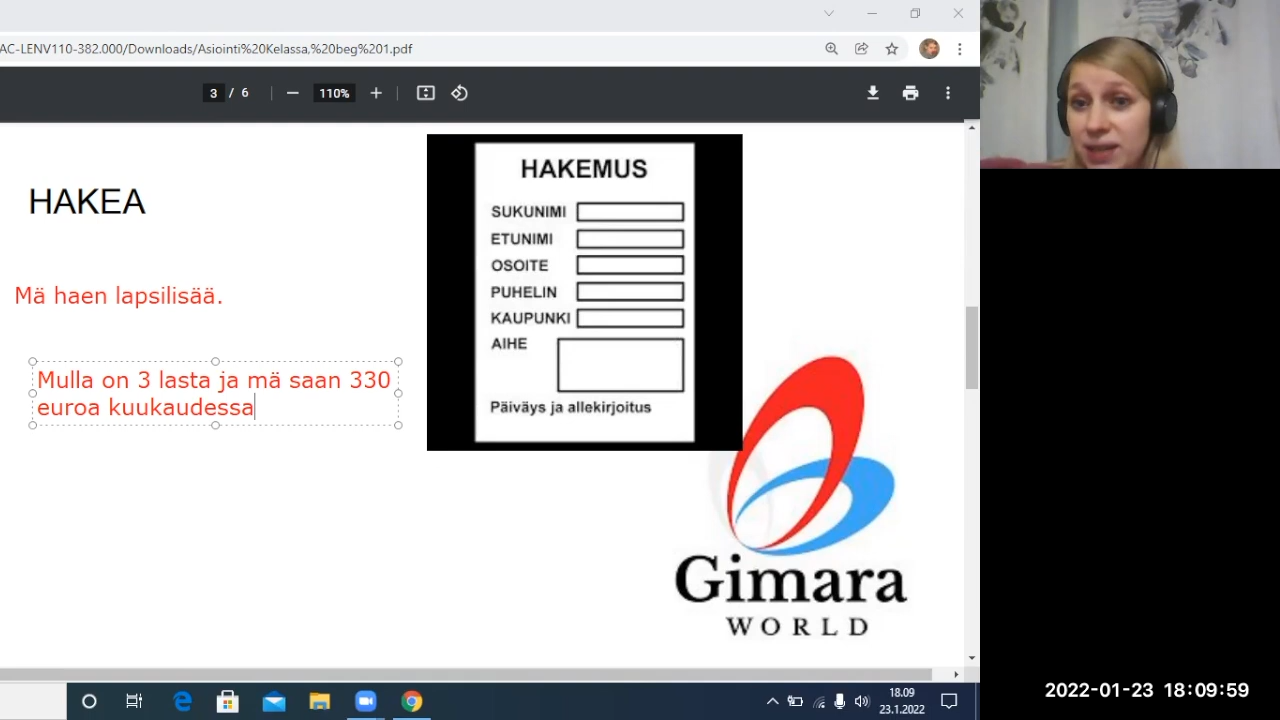 AC-LENV110-382.000/Downloads/Asiointi%20Kelassa,%20beg%201.pdf
3 / 6
110%
HAKEA
Mä haen lapsilisää.
Mulla on 3 lasta ja mä saan 330
euroa kuukaudessa
HAKEMUS
SUKUNIMI
ETUNIMI
OSOITE
PUHELIN
KAUPUNKI
AIHE
Päiväys ja allekirjoitus
Gimara
WORLD
18.09
23.1.2022
2022-01-23 18:09:59